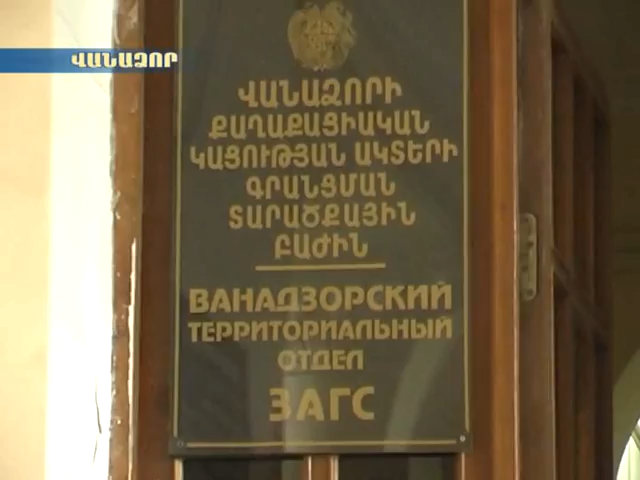 ՎԱՆԱՁՈՐ
ՎԱՆԱՁՈՐԻ
ՔԱՂԱՔԱՑԻԱԿԱՆ
ԿԱՑՈՒԹՅԱՆ ԱԿՏԵՐԻ
ԳՐԱՆՑՄԱՆ
ՏԱՐԱԾՔԱՅԻՆ
ԲԱԺԻՆ
ВАНАДЗОРСКИЙ
ТЕРРИТОРИАЛЬНЫЙ
ОТДЕЛ
ЗАГС